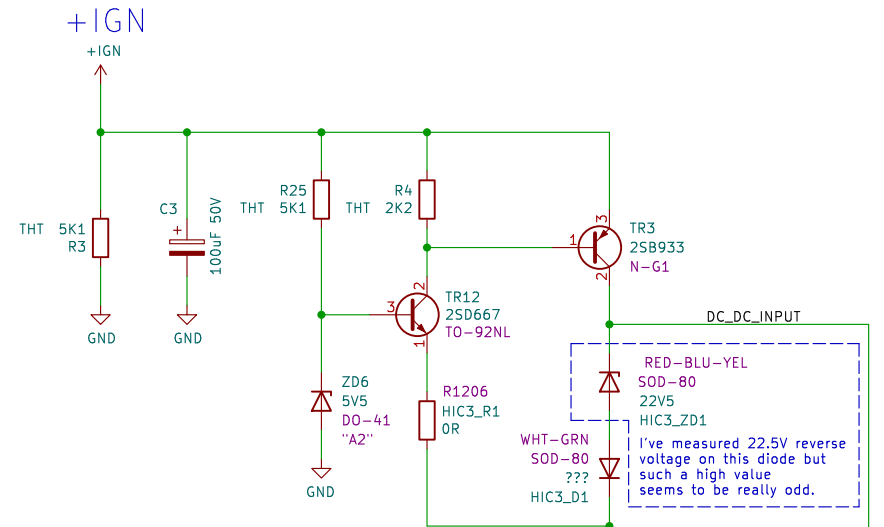 +IGN
+IGN
THT 5K1
R3
C3
+
100uF 50V
GND
GND
THT
R25
5K1
THT
R4
2K2
3
2
1
TR12
2SD667
TO-92NL
1
3
2
TR3
2SB933
N-G1
DC_DC_INPUT
ZD6
5V5
DO-41
"A2"
GND
R1206
HIC3_R1
0R
RED-BLU-YEL
SOD-80
22V5
HIC3_ZD1
WHT-GRN
SOD-80
???
HIC3_D1
I've measured 22.5V reverse
voltage on this diode but
such a high value
seems to be really odd.